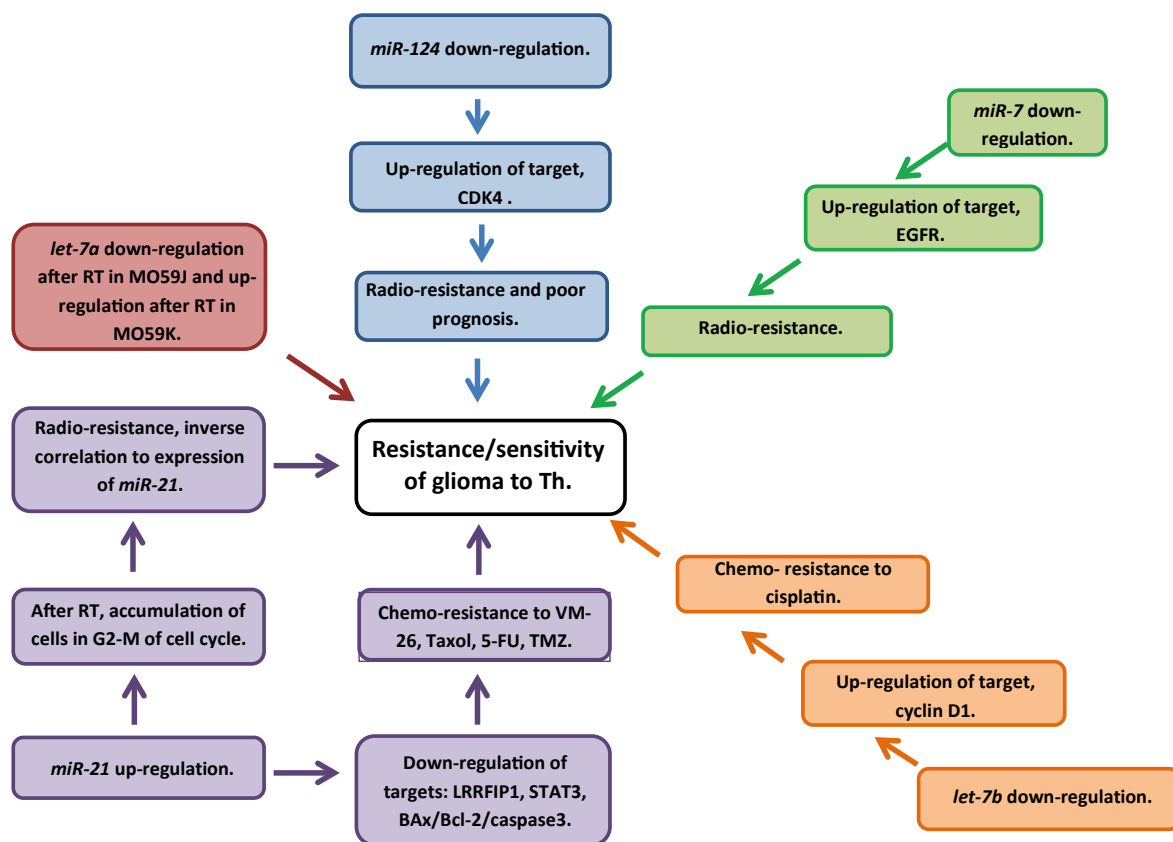 miR-124 down-regulation.
miR-7 down-
regulation.
Up-regulation of target,
CDK4 .
Up-regulation of target,
EGFR.
let-7a down-regulation
after RT in MO59J and up-
regulation after RT in
MO59K.
Radio-resistance and poor
prognosis.
Radio-resistance.
Radio-resistance, inverse
correlation to expression
of miR-21.
Resistance/sensitivity
of glioma to Th.
After RT, accumulation of
cells in G2-M of cell cycle.
Chemo-resistance to VM-
26, Taxol, 5-FU, TMZ.
Chemo- resistance to
cisplatin.
Up-regulation of target,
cyclin D1.
miR-21 up-regulation.
Down-regulation of
targets: LRRFIP1, STAT3,
BAx/Bcl-2/caspase3.
let-7b down-regulation.